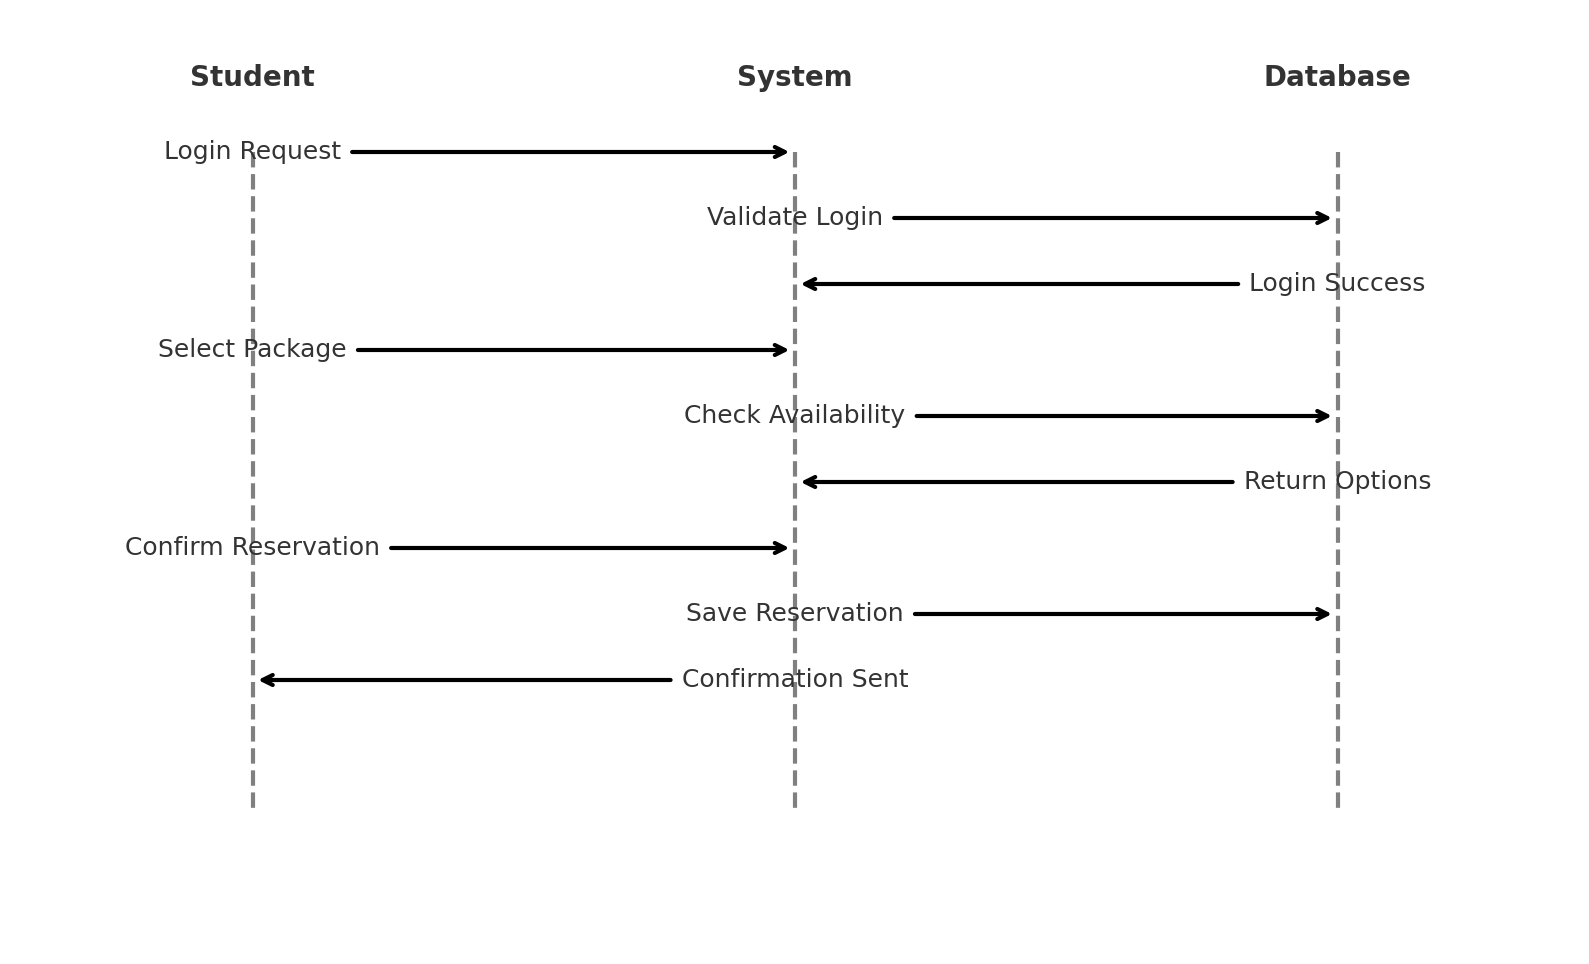 Student System Database
Login Request
Validate Login
Login Success
Select Package
Check Availability
Return Options
Confirm Reservation
Save Reservation
Confirmation Sent